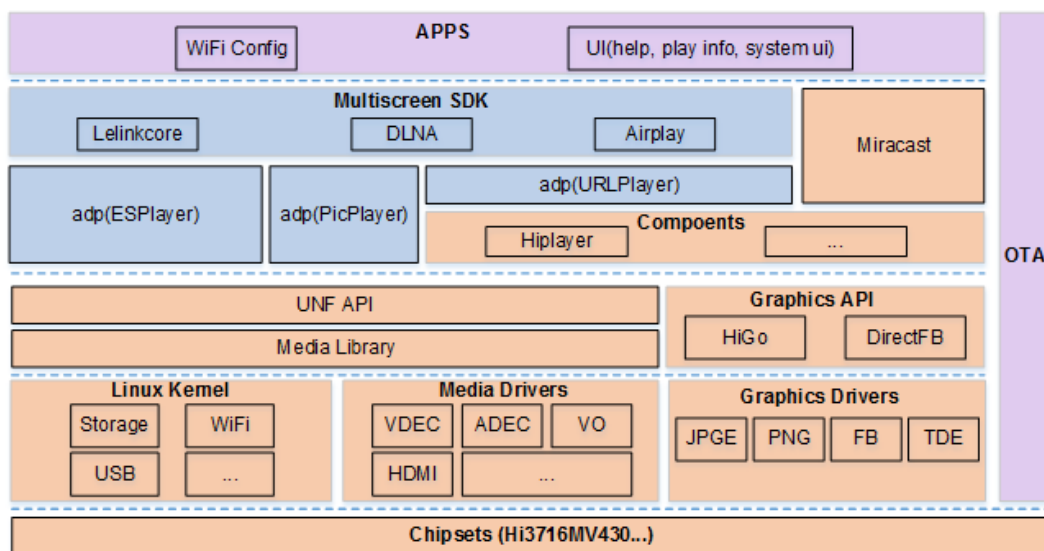 APPS
WiFi Config
UI(help, play info, system ui)
Multiscreen SDK
Lelinkcore
DLNA
Airplay
Miracast
adp(ESPlayer)
adp(PicPlayer)
adp(URLPlayer)
Compoents
Hiplayer
...
OTA
UNF API
Media Library
Graphics API
HiGo
DirectFB
Linux Kernel
Storage
WiFi
USB
...
Media Drivers
VDEC
ADEC
VO
HDMI
...
Graphics Drivers
JPGE
PNG
FB
TDE
Chipsets (Hi3716MV430...)